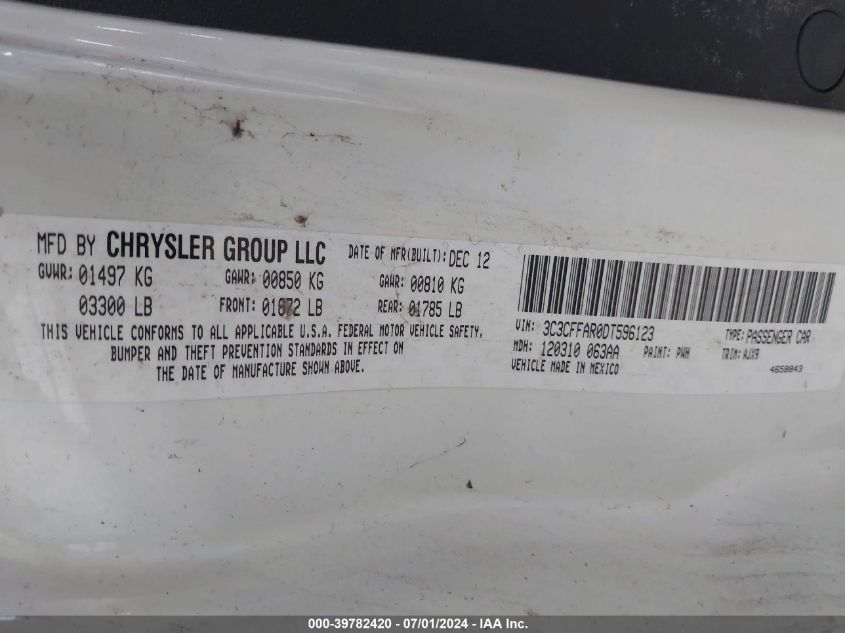 MFD BY CHRYSLER GROUP LLC DATE OF MFR(BUILT): DEC 12
GVWR: 01497 KG GAWR: 00850 KG GAWR: 00810 KG
03300 LB FRONT: 01872 LB REAR: 01785 LB
THIS VEHICLE CONFORMS TO ALL APPLICABLE U.S.A. FEDERAL MOTOR VEHICLE SAFETY,
BUMPER AND THEFT PREVENTION STANDARDS IN EFFECT ON
THE DATE OF MANUFACTURE SHOWN ABOVE.
VIN: 3C3CFFAR0DT596123 TYPE: PASSENGER CAR
MDH: 120310 063AA PAINT: PWH TRIM: AJX9
VEHICLE MADE IN MEXICO 4658843
000-39782420 - 07/01/2024 - IAA Inc.